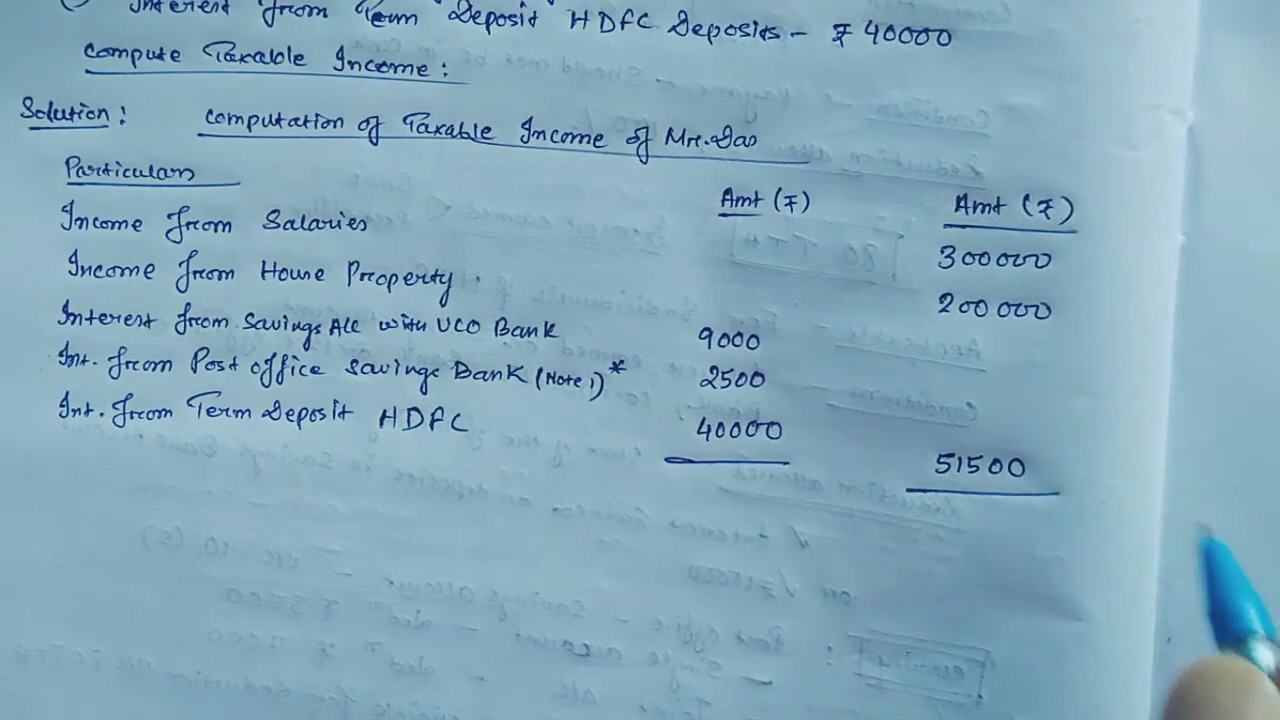 Interest from Term Deposit HDFC Deposits - ₹ 40000
Compute Taxable Income :
Solution : Computation of Taxable Income of Mr. Das
Particulars Amt (₹) Amt (₹)
Income from Salaries 300000
Income from House Property 200000
Interest from Savings A/c with UCO Bank 9000
Int. from Post office Savings Bank (Note 1)* 2500
Int. from Term Deposit HDFC 40000
51500